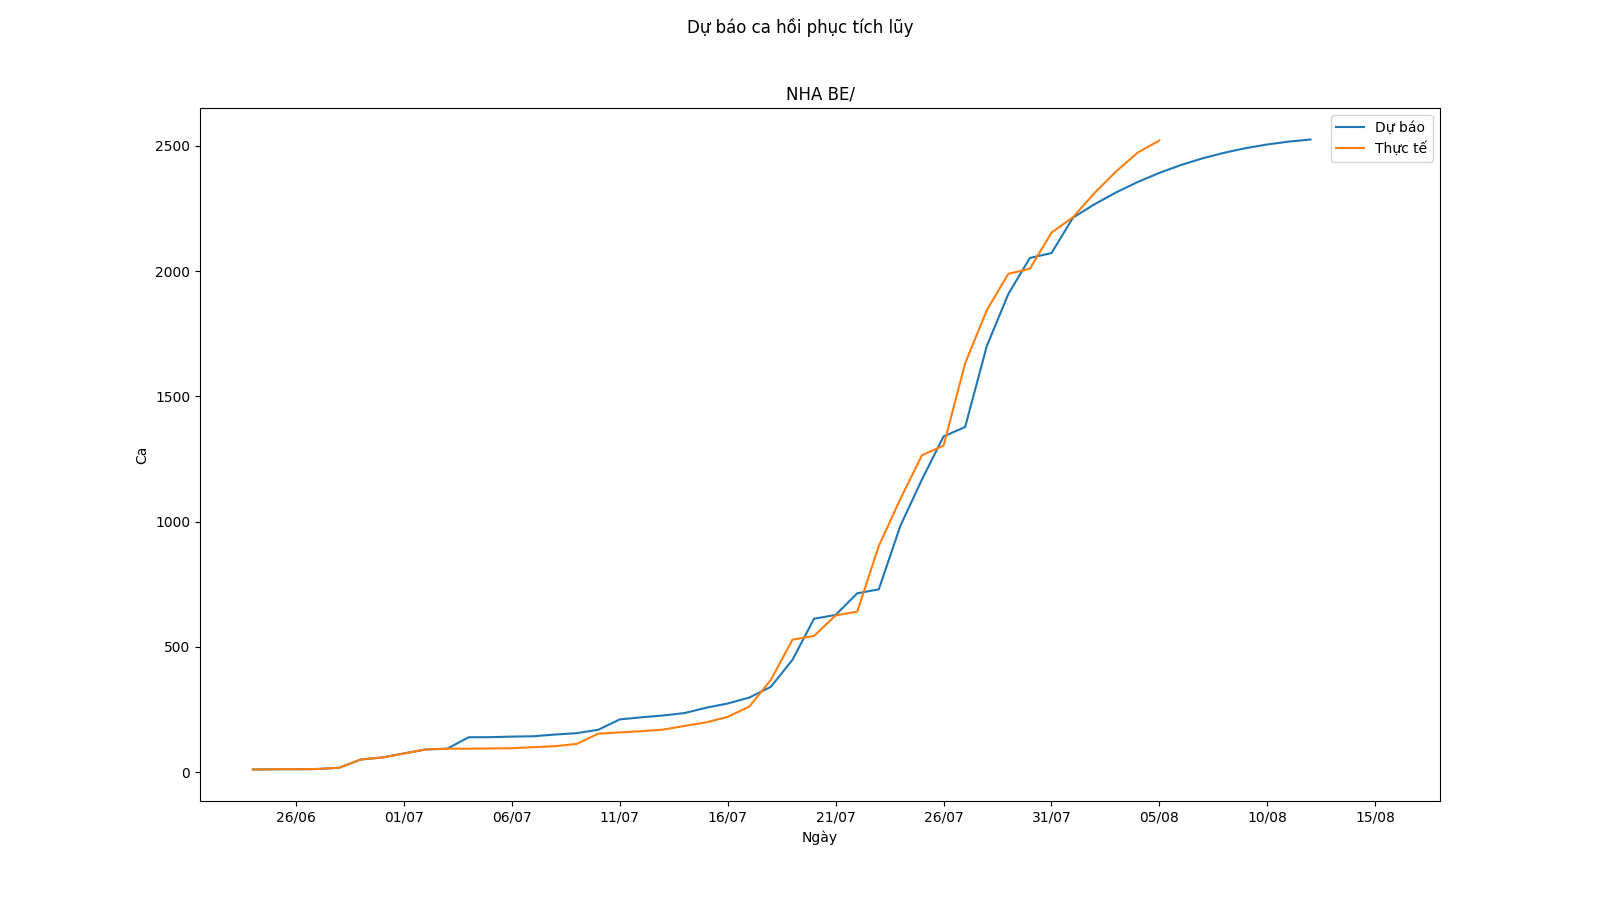 Dự báo ca hồi phục tích lũy
NHA BE/
Dự báo
Thực tế
2500
2000
1500
1000
500
0
Ca
26/06 01/07 06/07 11/07 16/07 21/07 26/07 31/07 05/08 10/08 15/08
Ngày